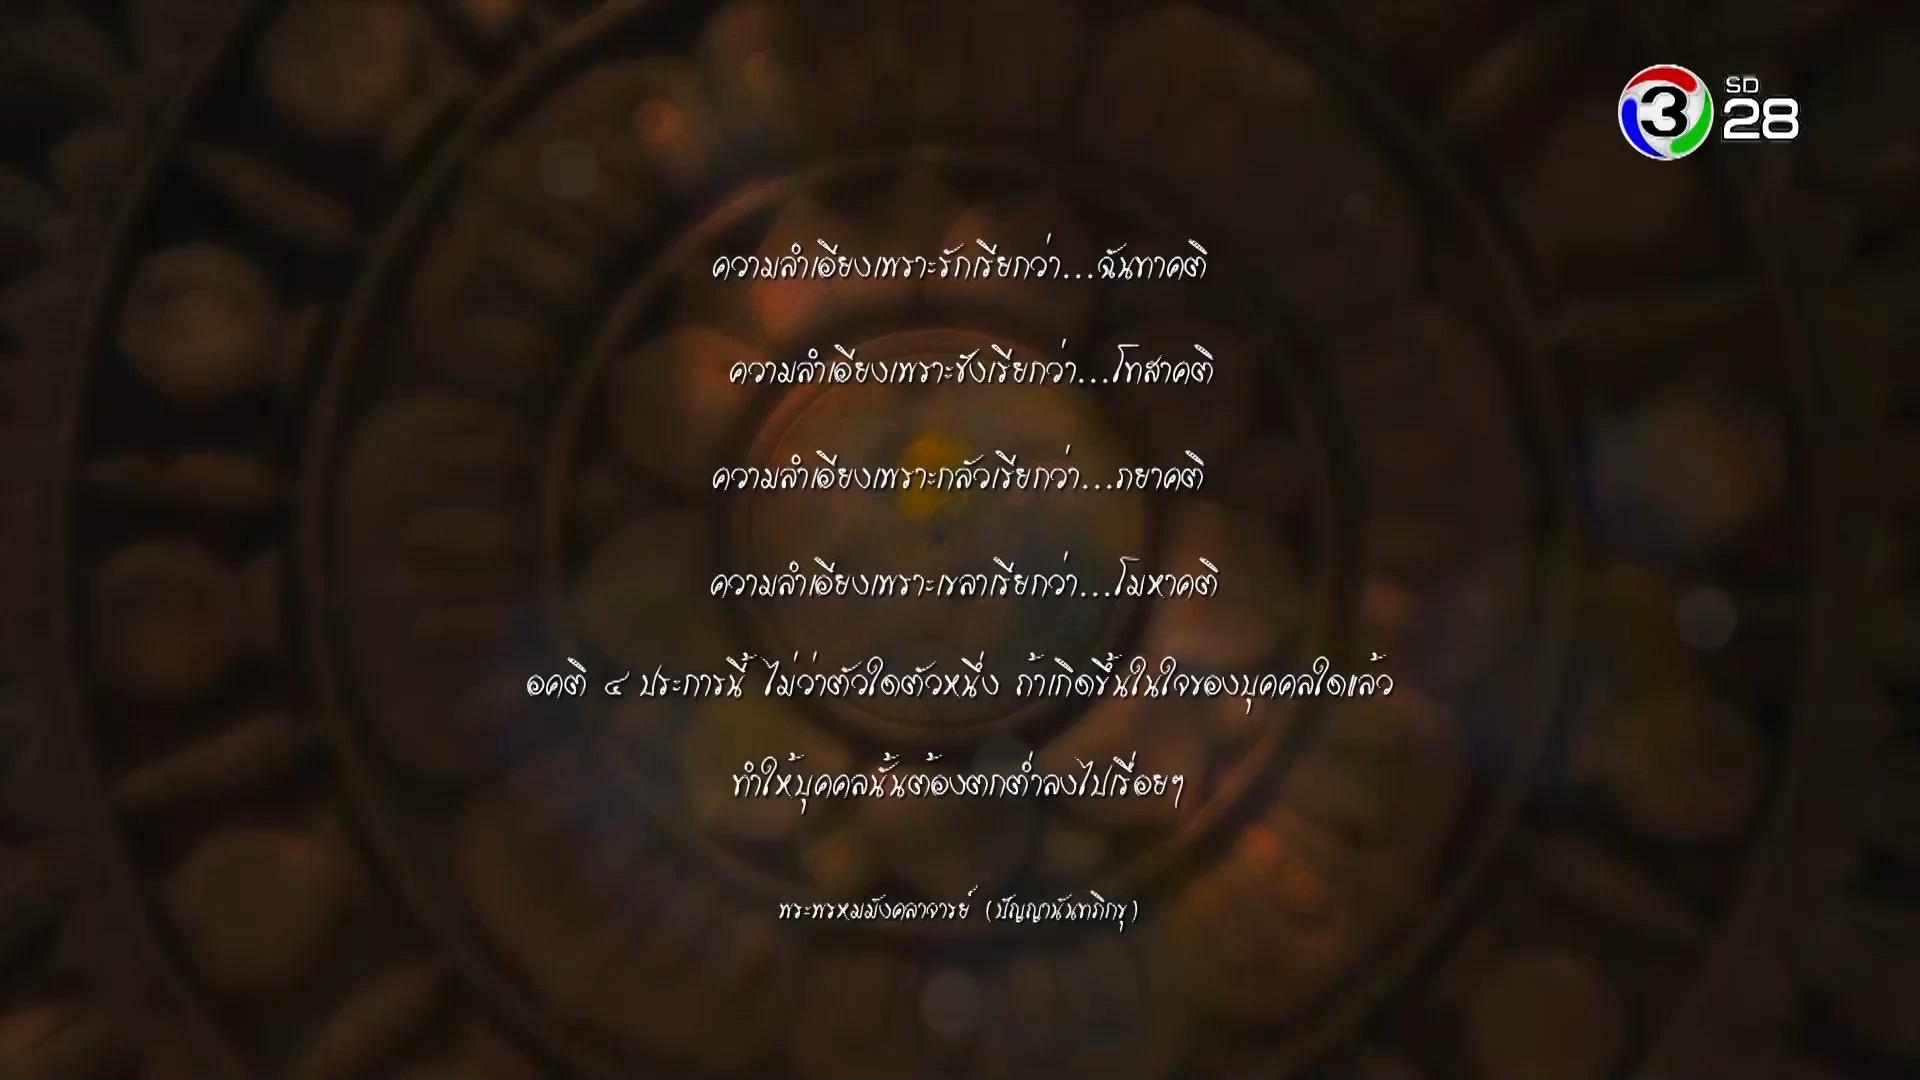 3 SD 28
ความลำเอียงเพราะรักเรียกว่า...ฉันทาคติ
ความลำเอียงเพราะชังเรียกว่า...โทสาคติ
ความลำเอียงเพราะกลัวเรียกว่า...ภยาคติ
ความลำเอียงเพราะเขลาเรียกว่า...โมหาคติ
อคติ ๔ ประการนี้ ไม่ว่าตัวใดตัวหนึ่ง ถ้าเกิดขึ้นในใจของบุคคลใดแล้ว
ทำให้บุคคลนั้นต้องตกต่ำลงไปเรื่อยๆ
พระพรหมมังคลาจารย์ (ปัญญานันทภิกขุ)